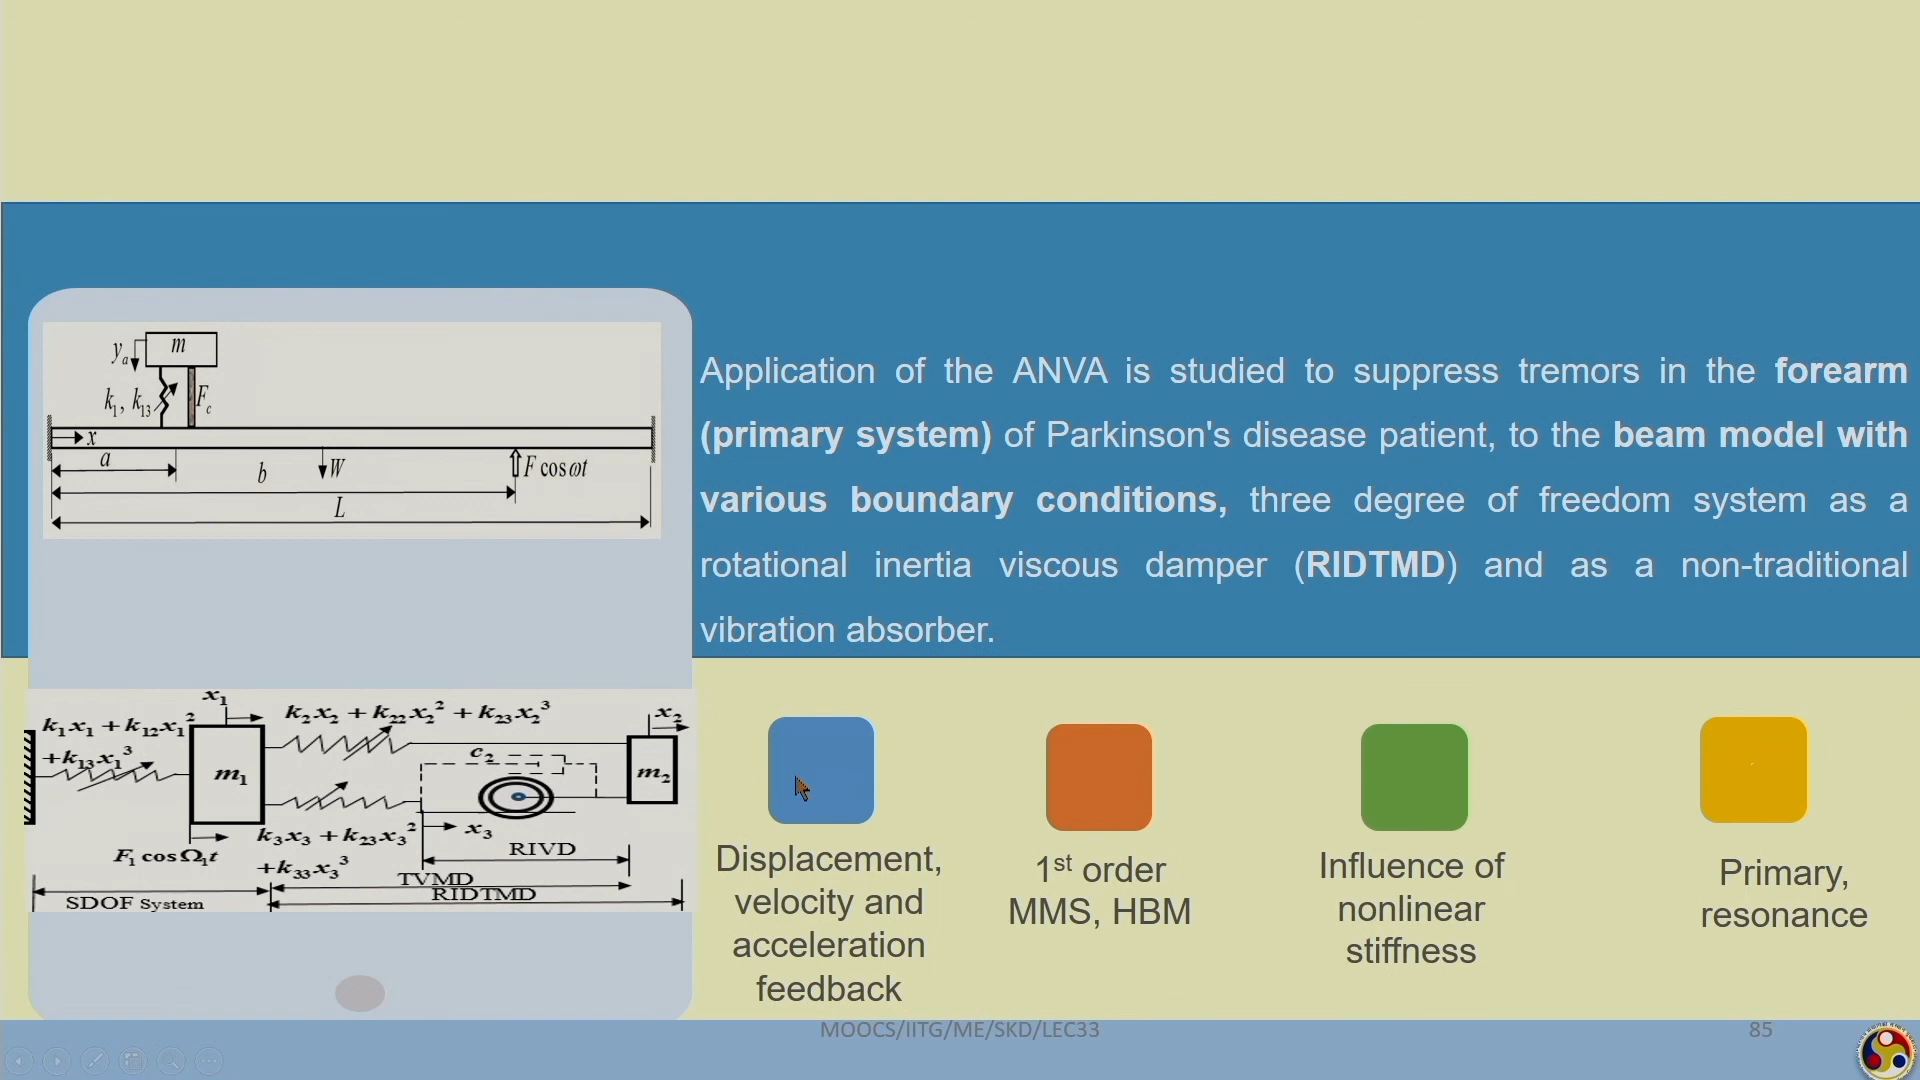 Application of the ANVA is studied to suppress tremors in the forearm
(primary system) of Parkinson's disease patient, to the beam model with
various boundary conditions, three degree of freedom system as a
rotational inertia viscous damper (RIDTMD) and as a non-traditional
vibration absorber.
yₐ
m
k₁, k₁₃
F꜀
x
a
b
W
F cos ωt
L
x₁
k₁x₁ + k₁₂x₁²
+k₁₃x₁³
m₁
F₁ cos Ω₁t
k₂x₂ + k₂₂x₂² + k₂₃x₂³
c₂
x₂
m₂
k₃x₃ + k₂₃x₃²
+k₃₃x₃³
x₃
RIVD
TVMD
RIDTMD
SDOF System
Displacement,
velocity and
acceleration
feedback
1st order
MMS, HBM
Influence of
nonlinear
stiffness
Primary,
resonance
MOOCS/IITG/ME/SKD/LEC33
85